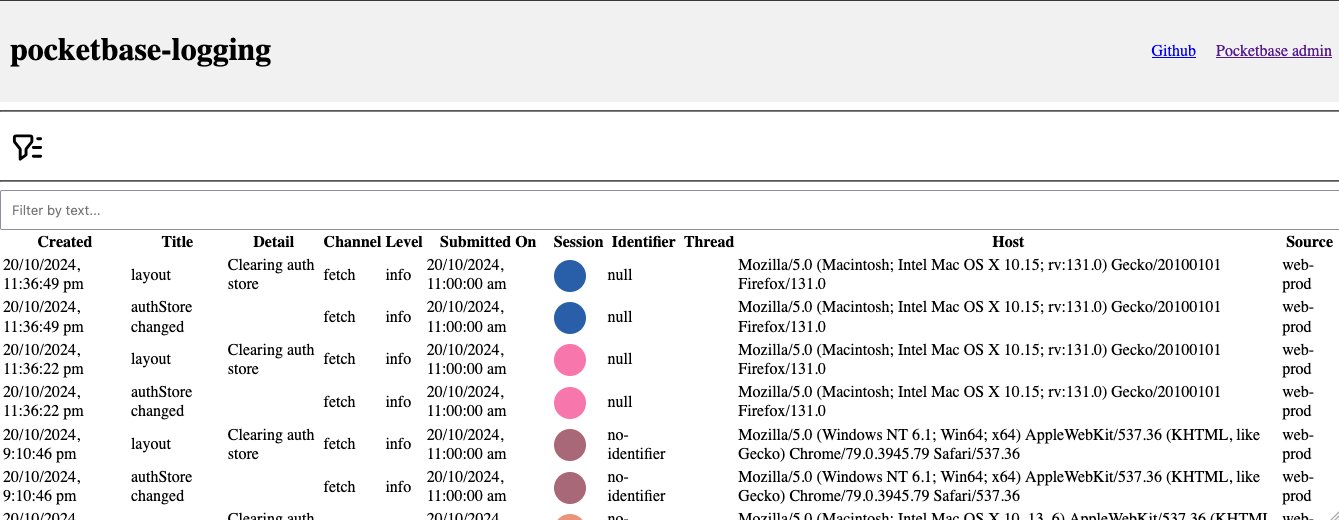 pocketbase-logging
Github Pocketbase admin
Filter by text...
Created Title Detail Channel Level Submitted On Session Identifier Thread Host Source
20/10/2024, Clearing auth 20/10/2024, Mozilla/5.0 (Macintosh; Intel Mac OS X 10.15; rv:131.0) Gecko/20100101 web-
layout fetch info null
11:36:49 pm store 11:00:00 am Firefox/131.0 prod
20/10/2024, authStore 20/10/2024, Mozilla/5.0 (Macintosh; Intel Mac OS X 10.15; rv:131.0) Gecko/20100101 web-
fetch info null
11:36:49 pm changed 11:00:00 am Firefox/131.0 prod
20/10/2024, Clearing auth 20/10/2024, Mozilla/5.0 (Macintosh; Intel Mac OS X 10.15; rv:131.0) Gecko/20100101 web-
layout fetch info null
11:36:22 pm store 11:00:00 am Firefox/131.0 prod
20/10/2024, authStore 20/10/2024, Mozilla/5.0 (Macintosh; Intel Mac OS X 10.15; rv:131.0) Gecko/20100101 web-
fetch info null
11:36:22 pm changed 11:00:00 am Firefox/131.0 prod
20/10/2024, Clearing auth 20/10/2024, no- Mozilla/5.0 (Windows NT 6.1; Win64; x64) AppleWebKit/537.36 (KHTML, like web-
layout fetch info
9:10:46 pm store 11:00:00 am identifier Gecko) Chrome/79.0.3945.79 Safari/537.36 prod
20/10/2024, authStore 20/10/2024, no- Mozilla/5.0 (Windows NT 6.1; Win64; x64) AppleWebKit/537.36 (KHTML, like web-
fetch info
9:10:46 pm changed 11:00:00 am identifier Gecko) Chrome/79.0.3945.79 Safari/537.36 prod
20/10/2024, Clearing auth 20/10/2024, no- Mozilla/5.0 (Macintosh; Intel Mac OS X 10_13_6) AppleWebKit/537.36 (KHTML, web-